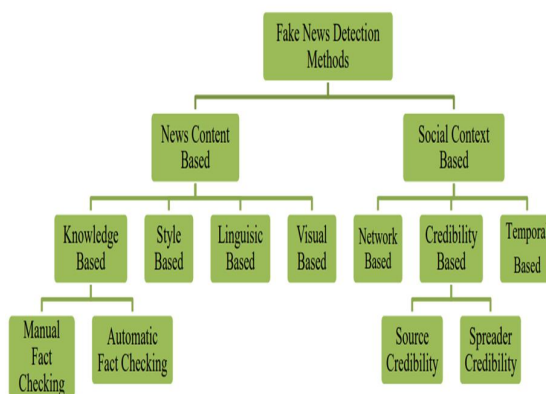 Fake News Detection
Methods
News Content
Based
Social Context
Based
Knowledge
Based
Style
Based
Linguisic
Based
Visual
Based
Network
Based
Credibility
Based
Tempora
Based
Manual
Fact
Checking
Automatic
Fact Checking
Source
Credibility
Spreader
Credibility